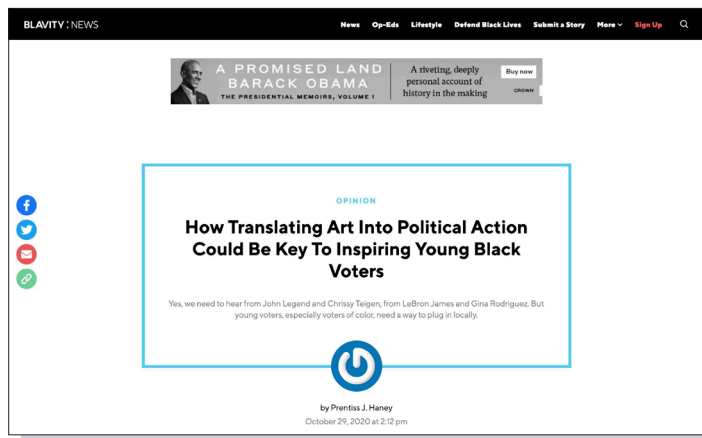 BLAVITY : NEWS
News Op-Eds Lifestyle Defend Black Lives Submit a Story More Sign Up
A PROMISED LAND
BARACK OBAMA
THE PRESIDENTIAL MEMOIRS, VOLUME I
A riveting, deeply
personal account of
history in the making
Buy now
CROWN
OPINION
How Translating Art Into Political Action
Could Be Key To Inspiring Young Black
Voters
Yes, we need to hear from John Legend and Chrissy Teigen, from LeBron James and Gina Rodriguez. But
young voters, especially voters of color, need a way to plug in locally.
by Prentiss J. Haney
October 29, 2020 at 2:12 pm